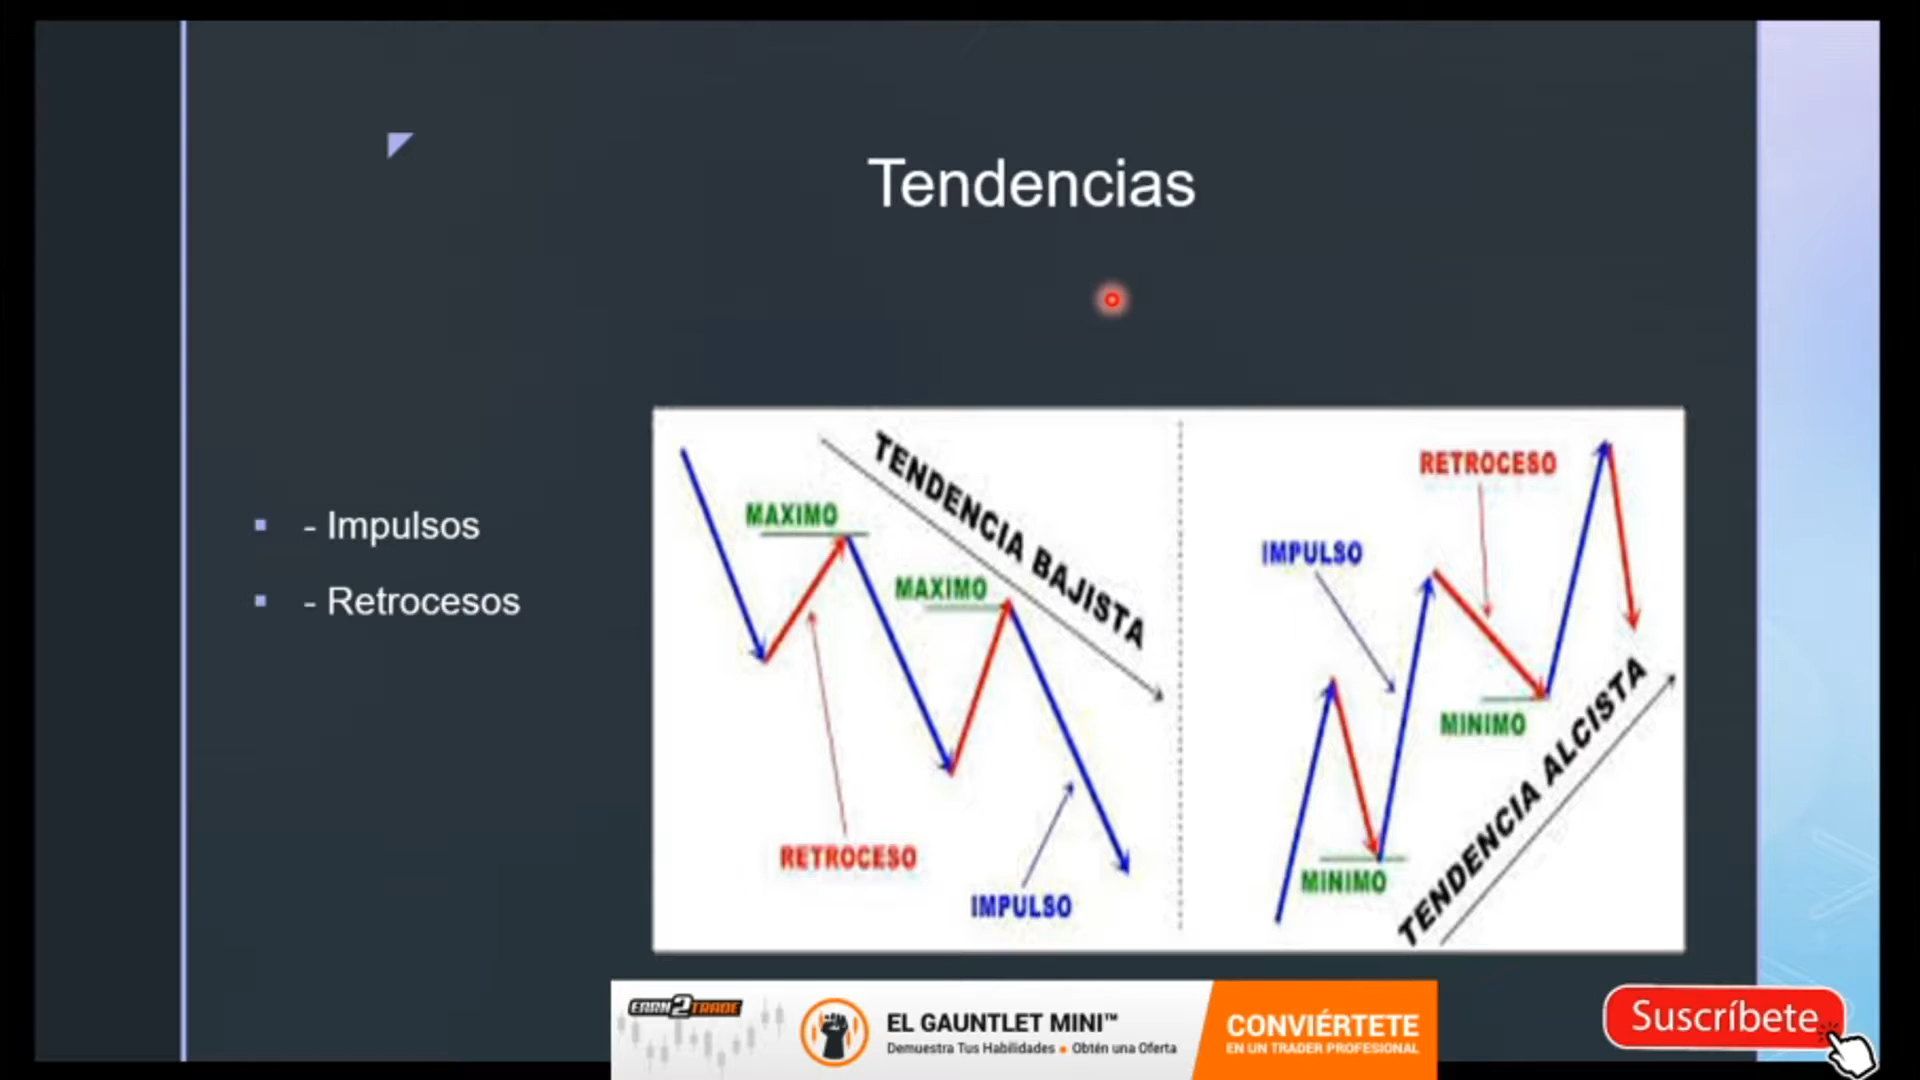 Tendencias
- Impulsos
- Retrocesos
TENDENCIA BAJISTA
MAXIMO
MAXIMO
RETROCESO
IMPULSO
RETROCESO
IMPULSO
MINIMO
MINIMO
TENDENCIA ALCISTA
EARN2TRADE
EL GAUNTLET MINI™
Demuestra Tus Habilidades • Obtén una Oferta
CONVIÉRTETE
EN UN TRADER PROFESIONAL
Suscríbete